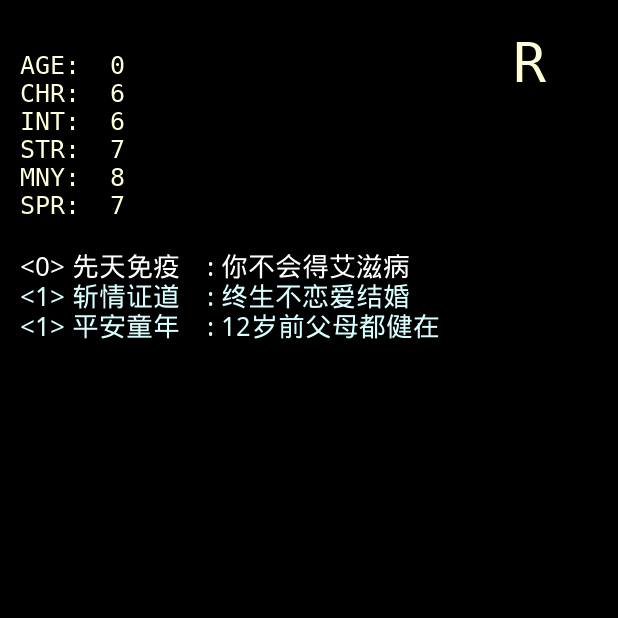 R
AGE: 0
CHR: 6
INT: 6
STR: 7
MNY: 8
SPR: 7
<0> 先天免疫 : 你不会得艾滋病
<1> 斩情证道 : 终生不恋爱结婚
<1> 平安童年 : 12岁前父母都健在